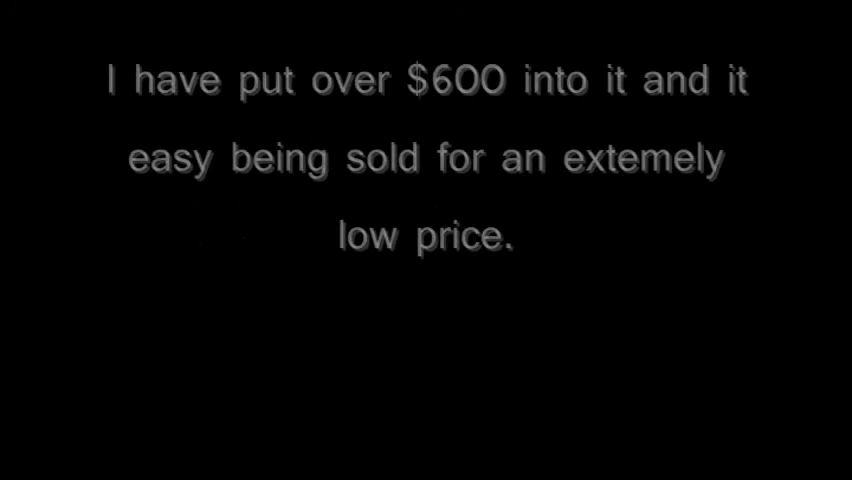 I have put over $600 into it and it
easy being sold for an extemely
low price.